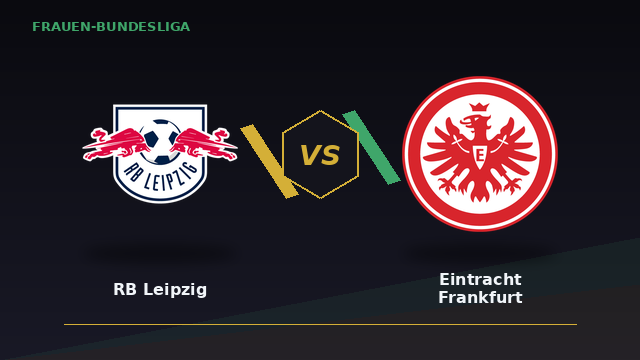 FRAUEN-BUNDESLIGA
RB LEIPZIG
VS
E
RB Leipzig
Eintracht
Frankfurt